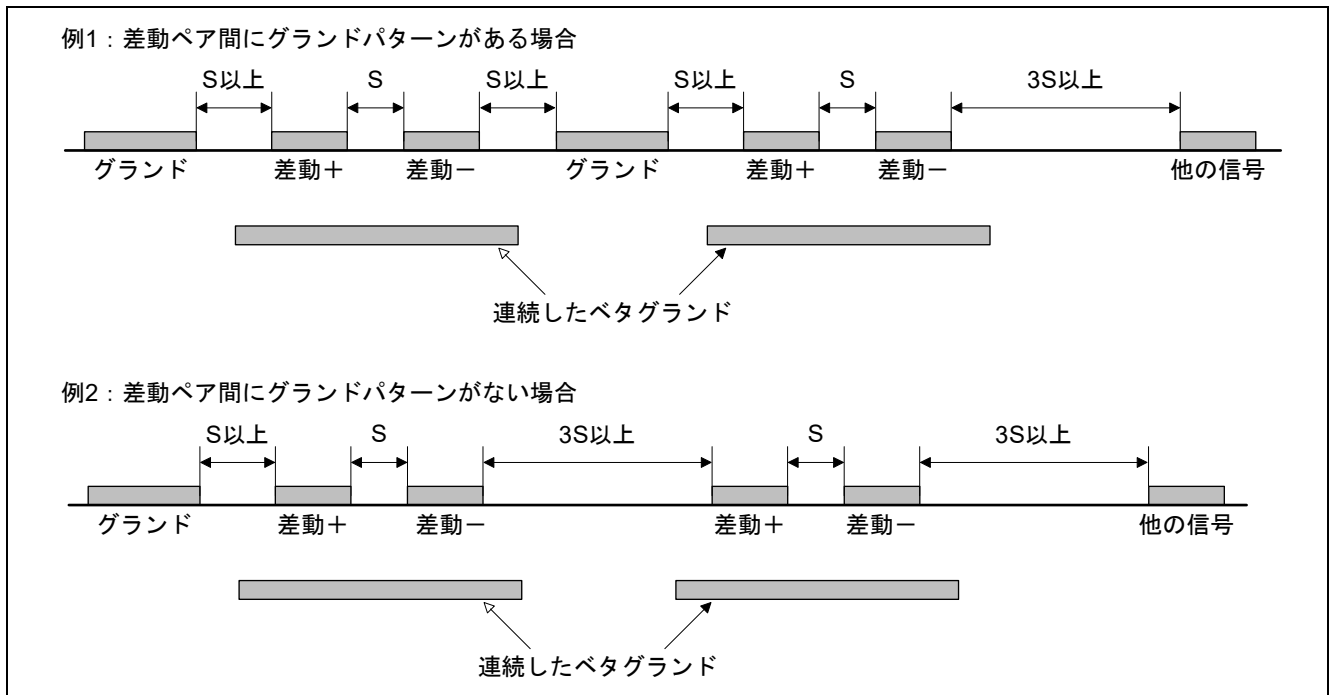 例1：差動ペア間にグランドパターンがある場合
S以上 S S以上 S以上 S 3S以上
グランド 差動＋ 差動－ グランド 差動＋ 差動－ 他の信号
連続したベタグランド
例2：差動ペア間にグランドパターンがない場合
S以上 S 3S以上 S 3S以上
グランド 差動＋ 差動－ 差動＋ 差動－ 他の信号
連続したベタグランド